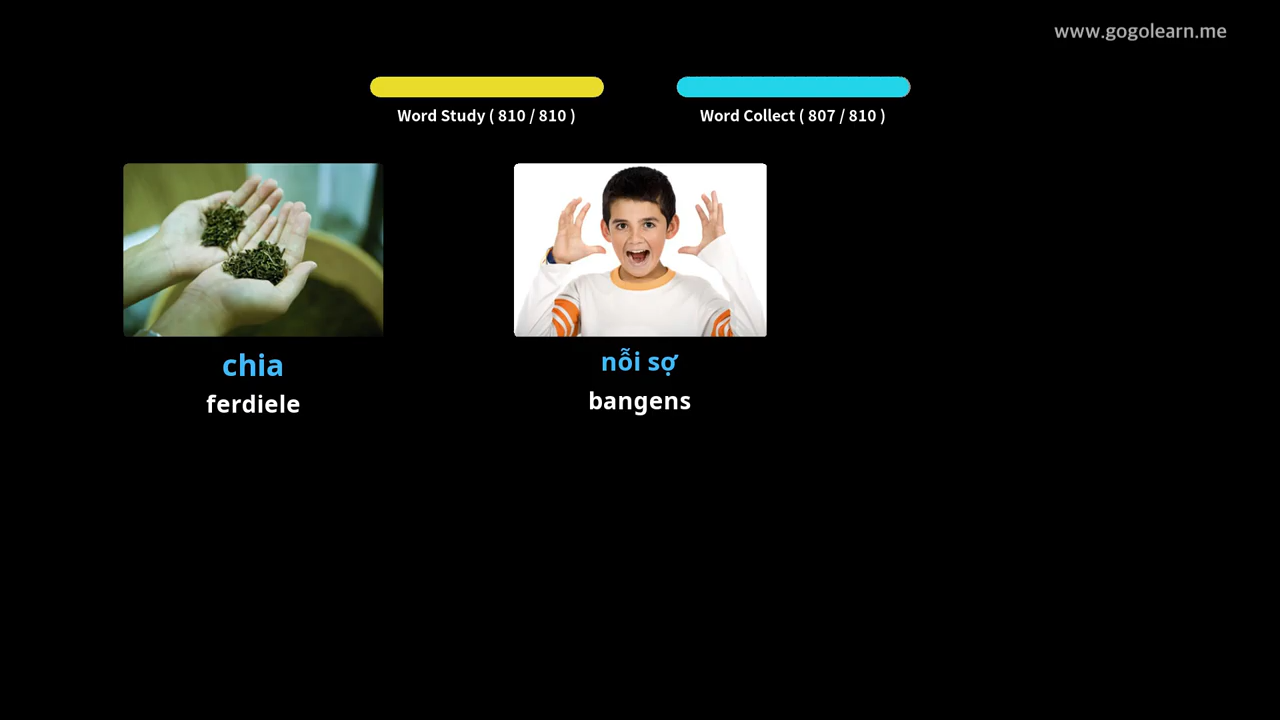 www.gogolearn.me
Word Study ( 810 / 810 )
Word Collect ( 807 / 810 )
chia
ferdiele
nỗi sợ
bangens